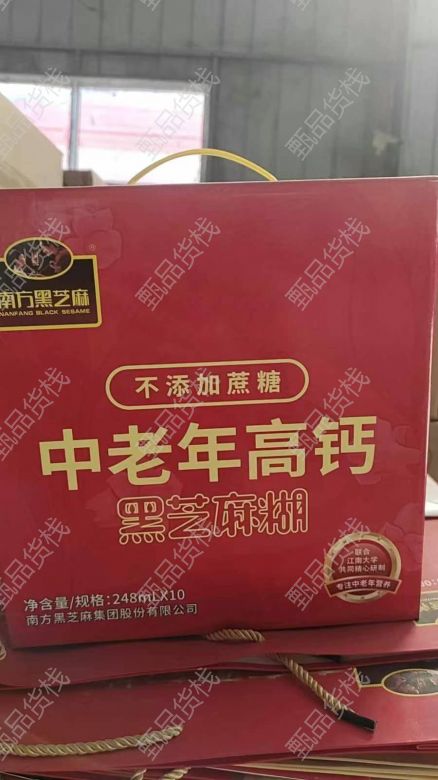 南方黑芝麻
NANFANG BLACK SESAME
®
不添加蔗糖
中老年高钙
黑芝麻糊
联合
江南大学
共同精心研制
专注中老年营养
净含量/规格:248mLX10
南方黑芝麻集团股份有限公司
甄品货栈